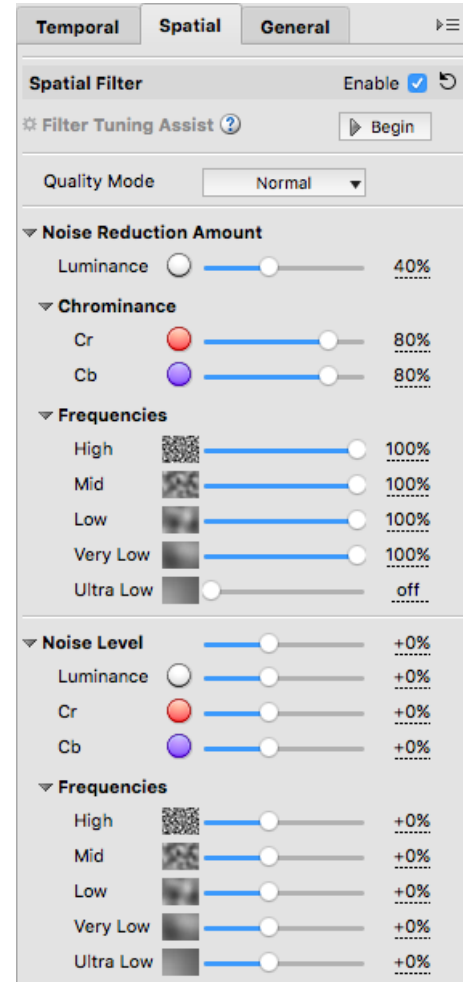 Temporal Spatial General
Spatial Filter Enable
Filter Tuning Assist ? Begin
Quality Mode Normal
Noise Reduction Amount
Luminance 40%
Chrominance
Cr 80%
Cb 80%
Frequencies
High 100%
Mid 100%
Low 100%
Very Low 100%
Ultra Low off
Noise Level +0%
Luminance +0%
Cr +0%
Cb +0%
Frequencies
High +0%
Mid +0%
Low +0%
Very Low +0%
Ultra Low +0%